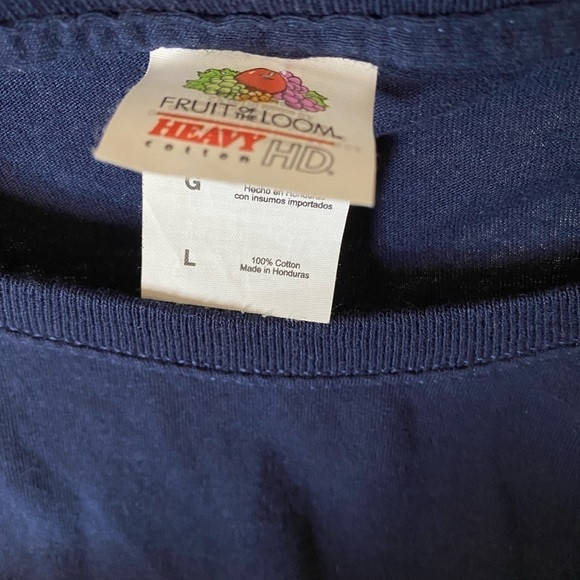 FRUIT OF THE LOOM
HEAVY
cotton HD
G
Hecho en Honduras
con insumos importados
L
100% Cotton
Made in Honduras